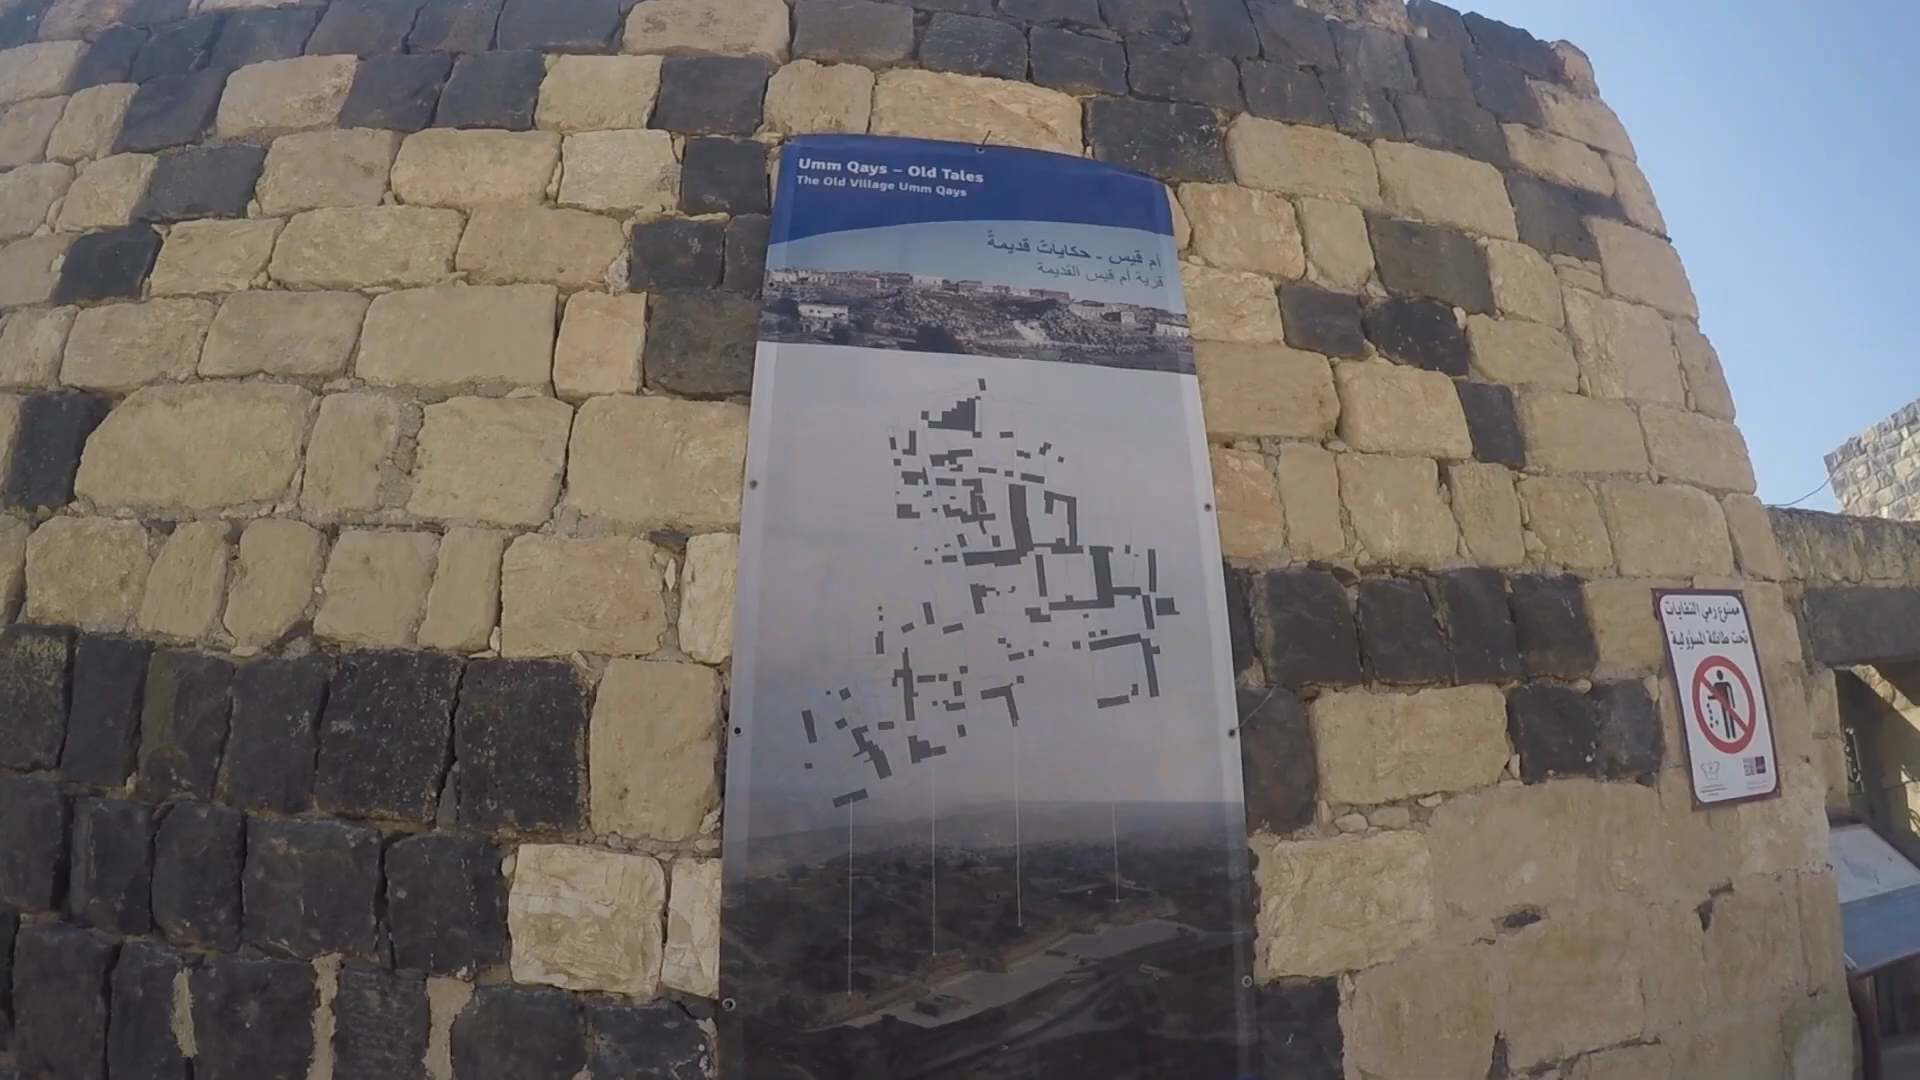 Umm Qays – Old Tales
The Old Village Umm Qays
أم قيس - حكايات قديمة
قرية أم قيس القديمة
ممنوع رمي النفايات
تحت طائلة المسؤولية